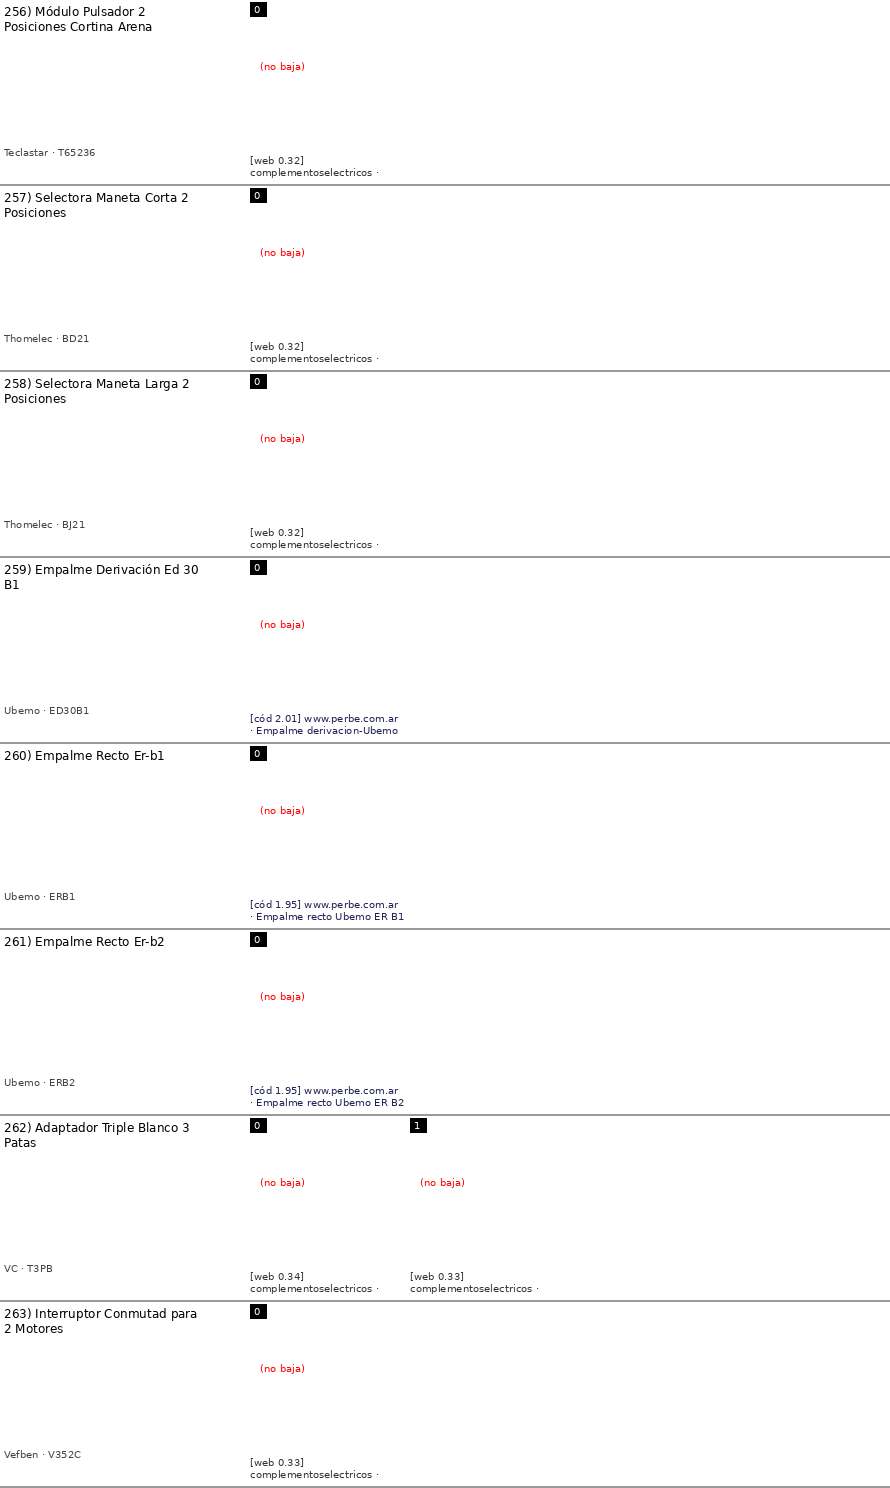 256) Módulo Pulsador 2
Posiciones Cortina Arena
0
(no baja)
Teclastar · T65236
[web 0.32]
complementoselectricos ·
257) Selectora Maneta Corta 2
Posiciones
0
(no baja)
Thomelec · BD21
[web 0.32]
complementoselectricos ·
258) Selectora Maneta Larga 2
Posiciones
0
(no baja)
Thomelec · BJ21
[web 0.32]
complementoselectricos ·
259) Empalme Derivación Ed 30
B1
0
(no baja)
Ubemo · ED30B1
[cód 2.01] www.perbe.com.ar
· Empalme derivacion-Ubemo
260) Empalme Recto Er-b1
0
(no baja)
Ubemo · ERB1
[cód 1.95] www.perbe.com.ar
· Empalme recto Ubemo ER B1
261) Empalme Recto Er-b2
0
(no baja)
Ubemo · ERB2
[cód 1.95] www.perbe.com.ar
· Empalme recto Ubemo ER B2
262) Adaptador Triple Blanco 3
Patas
0
1
(no baja)
(no baja)
VC · T3PB
[web 0.34]
complementoselectricos ·
[web 0.33]
complementoselectricos ·
263) Interruptor Conmutad para
2 Motores
0
(no baja)
Vefben · V352C
[web 0.33]
complementoselectricos ·